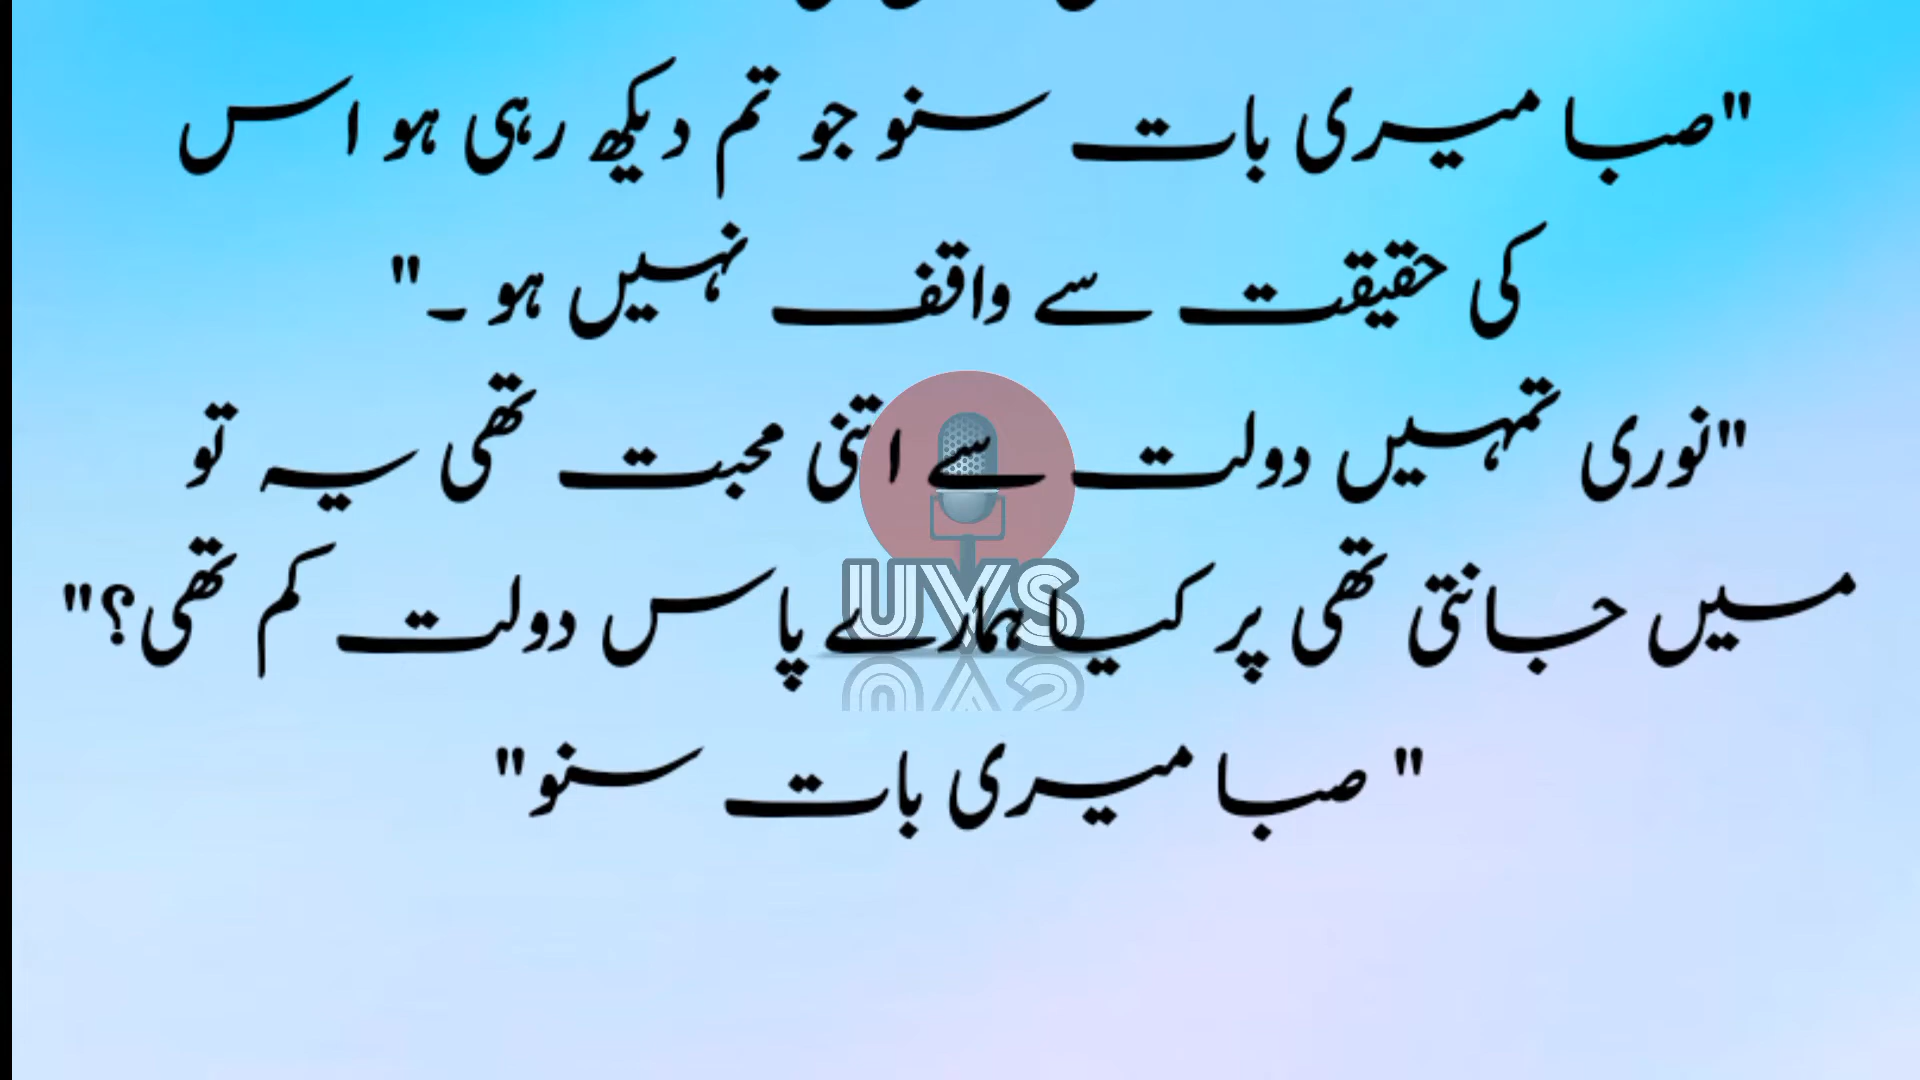 "صبا میری بات سنو جو تم دیکھ رہی ہو اس
کی حقیقت سے واقف نہیں ہو ۔"
"نوری تمہیں دولت سے اتنی محبت تھی یہ تو
میں جانتی تھی پر کیا ہمارے پاس دولت کم تھی؟"
" صبا میری بات سنو"
UVS